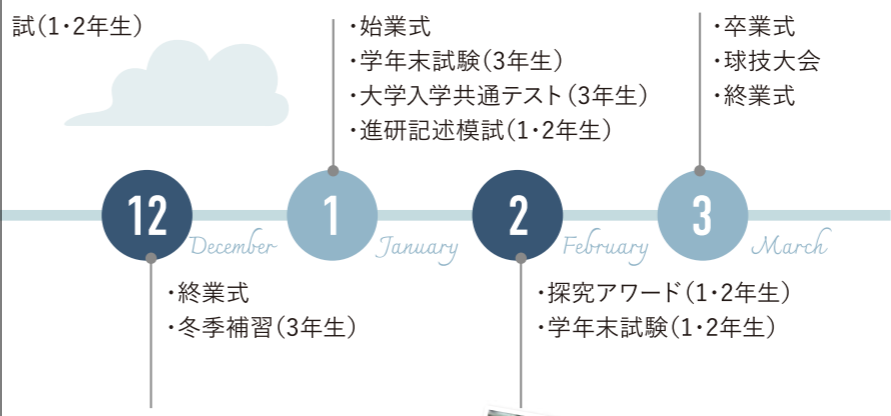 試(1・2年生)
12
December
・終業式
・冬季補習(3年生)
・始業式
・学年末試験(3年生)
・大学入学共通テスト(3年生)
・進研記述模試(1・2年生)
1
January
2
February
・探究アワード(1・2年生)
・学年末試験(1・2年生)
・卒業式
・球技大会
・終業式
3
March